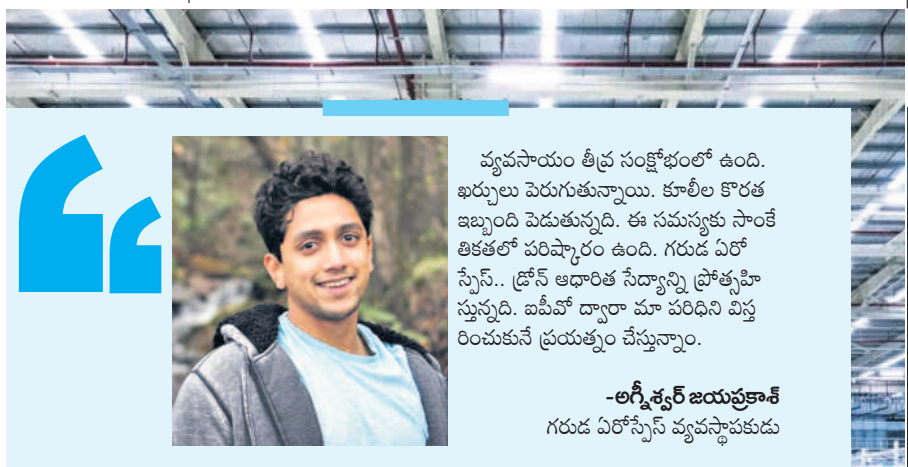 వ్యవసాయం తీవ్ర సంక్షోభంలో ఉంది.
ఖర్చులు పెరుగుతున్నాయి. కూలీల కొరత
ఇబ్బంది పెడుతున్నది. ఈ సమస్యకు సాంకే
తికతలో పరిష్కారం ఉంది. గరుడ ఏరో
స్పేస్.. డ్రోన్ ఆధారిత సేద్యాన్ని ప్రోత్సహి
స్తున్నది. ఐపీవో ద్వారా మా పరిధిని విస్త
రించుకునే ప్రయత్నం చేస్తున్నాం.
-అగ్నీశ్వర్ జయప్రకాశ్
గరుడ ఏరోస్పేస్ వ్యవస్థాపకుడు